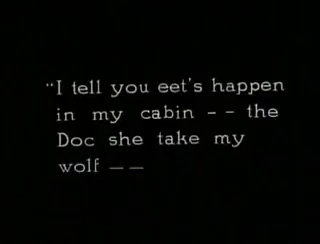 "I tell you eet's happen
in my cabin -- the
Doc she take my
wolf --